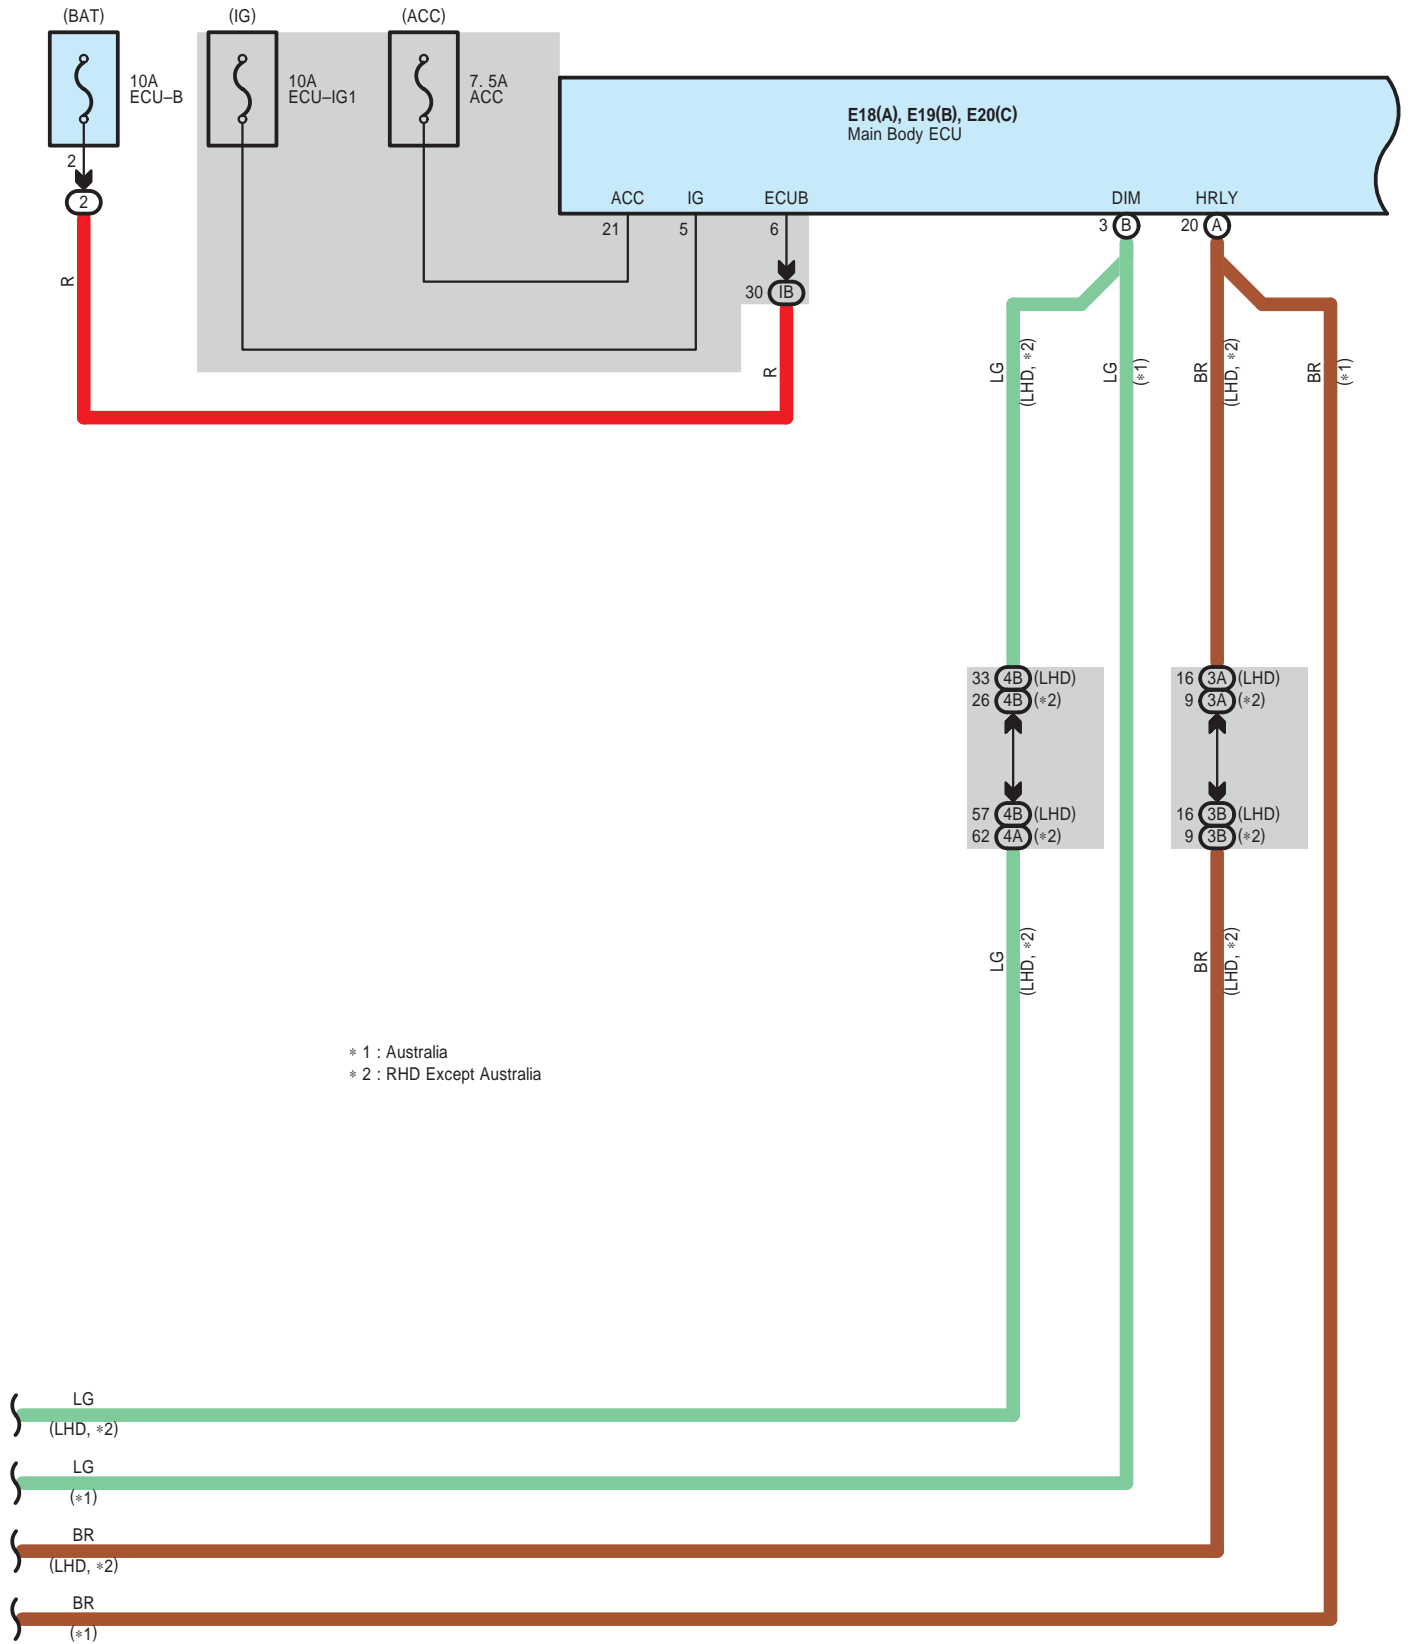 (BAT)
(IG)
(ACC)
10A
ECU–B
10A
ECU–IG1
7. 5A
ACC
E18(A), E19(B), E20(C)
Main Body ECU
2
2
ACC
IG
ECUB
DIM
HRLY
21
5
6
3 B
20 A
30 IB
R
R
LG
(LHD, *2)
LG
(*1)
BR
(LHD, *2)
BR
(*1)
33 4B (LHD)
26 4B (*2)
16 3A (LHD)
9 3A (*2)
57 4B (LHD)
62 4A (*2)
16 3B (LHD)
9 3B (*2)
LG
(LHD, *2)
BR
(LHD, *2)
* 1 : Australia
* 2 : RHD Except Australia
LG
(LHD, *2)
LG
(*1)
BR
(LHD, *2)
BR
(*1)